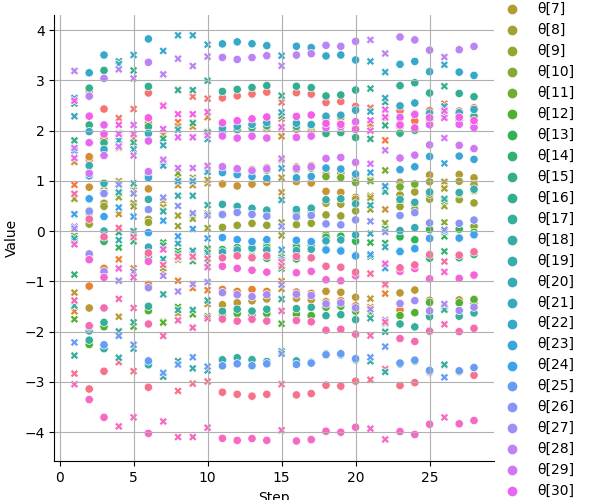 4
3
2
1
0
−1
−2
−3
−4
Value
0
5
10
15
20
25
Step
θ[7]
θ[8]
θ[9]
θ[10]
θ[11]
θ[12]
θ[13]
θ[14]
θ[15]
θ[16]
θ[17]
θ[18]
θ[19]
θ[20]
θ[21]
θ[22]
θ[23]
θ[24]
θ[25]
θ[26]
θ[27]
θ[28]
θ[29]
θ[30]